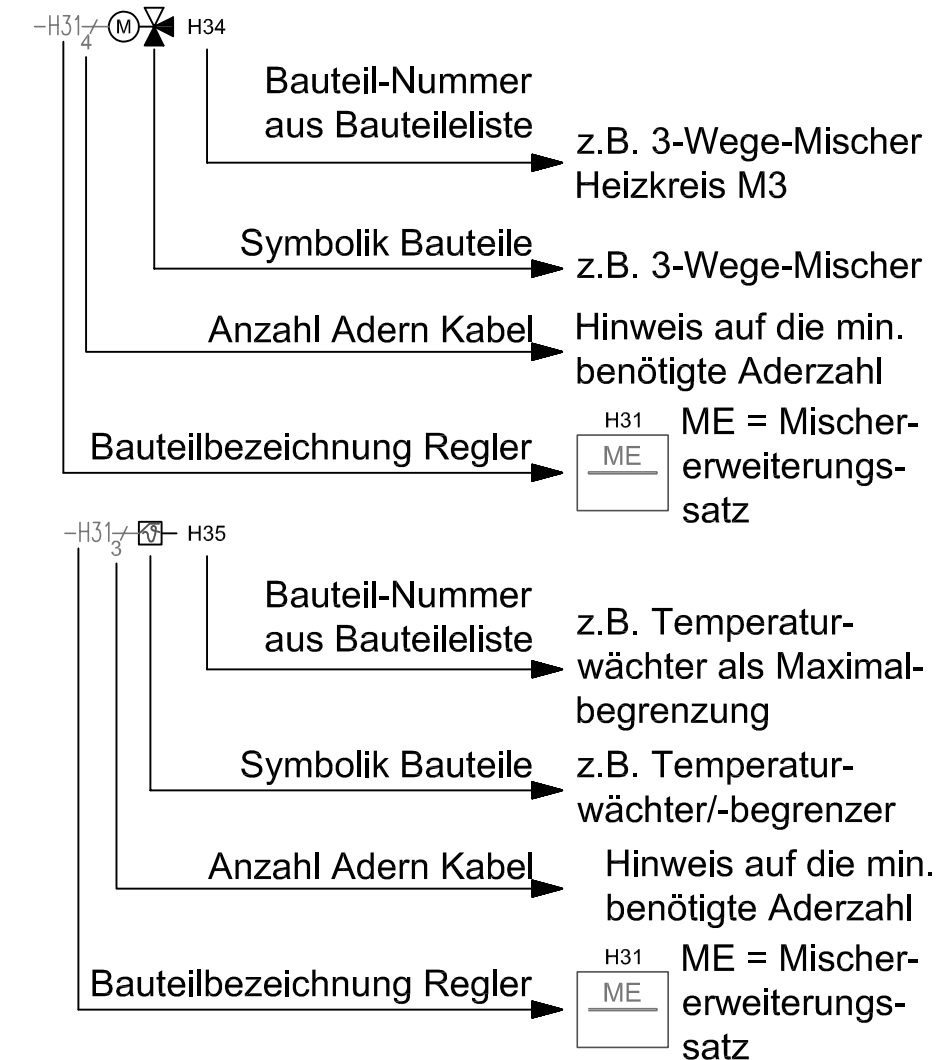 -H31 4 M H34
Bauteil-Nummer
aus Bauteileliste
z.B. 3-Wege-Mischer
Heizkreis M3
Symbolik Bauteile
z.B. 3-Wege-Mischer
Anzahl Adern Kabel
Hinweis auf die min.
benötigte Aderzahl
Bauteilbezeichnung Regler
H31
ME
ME = Mischer-
erweiterungs-
satz
-H31 3 H35
Bauteil-Nummer
aus Bauteileliste
z.B. Temperatur-
wächter als Maximal-
begrenzung
Symbolik Bauteile
z.B. Temperatur-
wächter/-begrenzer
Anzahl Adern Kabel
Hinweis auf die min.
benötigte Aderzahl
Bauteilbezeichnung Regler
H31
ME
ME = Mischer-
erweiterungs-
satz